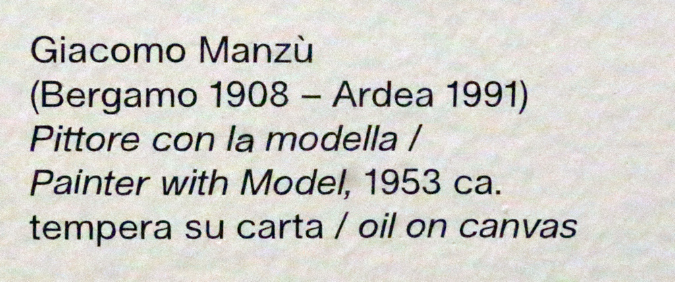 Giacomo Manzù
(Bergamo 1908 – Ardea 1991)
Pittore con la modella /
Painter with Model, 1953 ca.
tempera su carta / oil on canvas